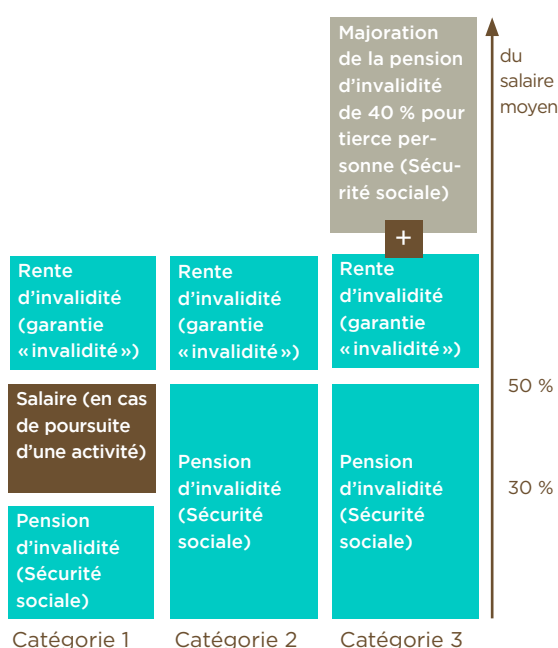 Majoration
de la pension
d’invalidité
de 40 % pour
tierce per-
sonne (Sécu-
rité sociale)
du
salaire
moyen
+
Rente
d’invalidité
(garantie
«invalidité»)
Rente
d’invalidité
(garantie
«invalidité»)
Rente
d’invalidité
(garantie
«invalidité»)
Salaire (en cas
de poursuite
d’une activité)
50 %
Pension
d’invalidité
(Sécurité
sociale)
Pension
d’invalidité
(Sécurité
sociale)
30 %
Pension
d’invalidité
(Sécurité
sociale)
Catégorie 1
Catégorie 2
Catégorie 3